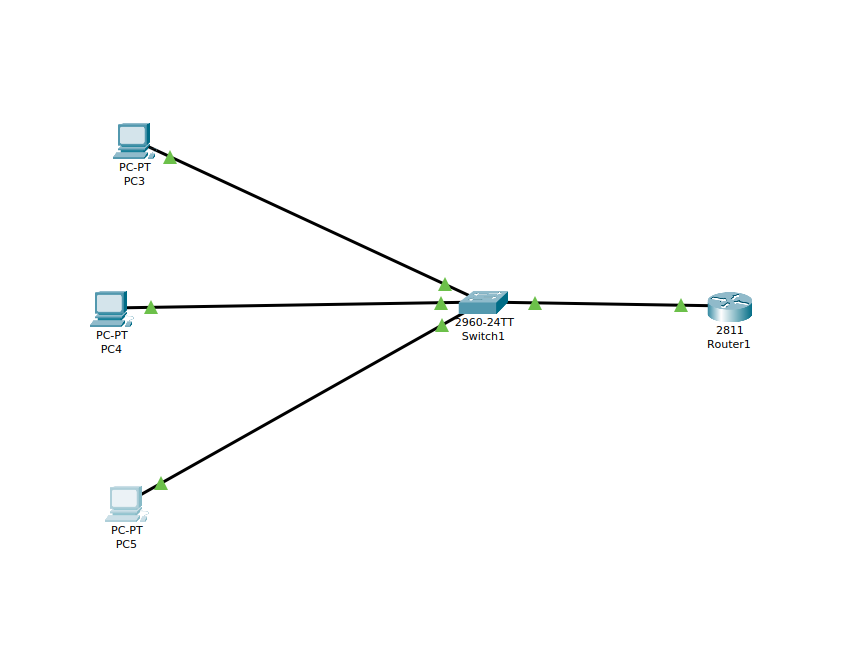 PC-PT
PC3
PC-PT
PC4
2960-24TT
Switch1
2811
Router1
PC-PT
PC5